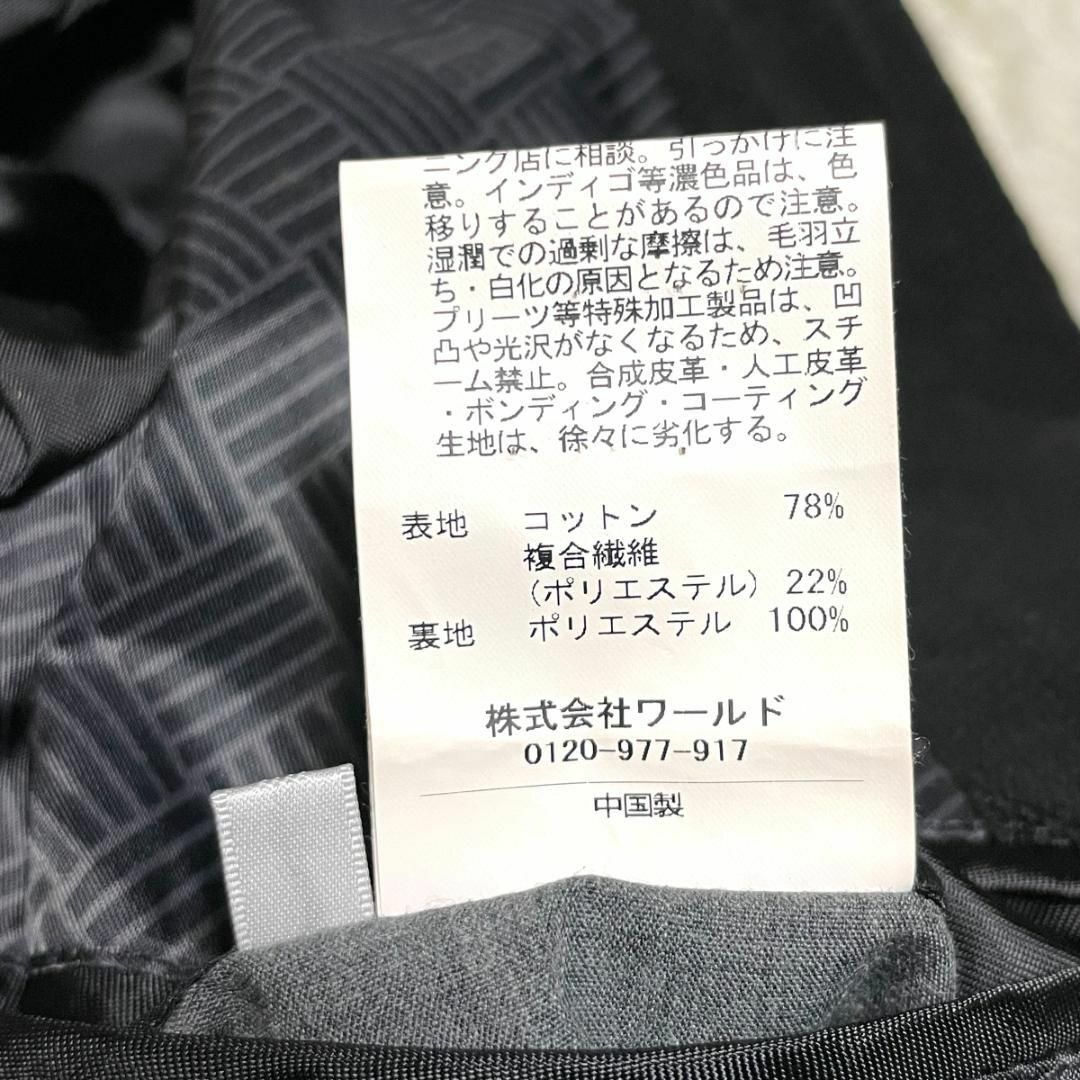 ニング店に相談。引っかけに注
意。インディゴ等濃色品は、色
移りすることがあるので注意。
湿潤での過剰な摩擦は、毛羽立
ち・白化の原因となるため注意。
プリーツ等特殊加工製品は、凹
凸や光沢がなくなるため、スチ
ーム禁止。合成皮革・人工皮革
・ボンディング・コーティング
生地は、徐々に劣化する。
表地 コットン 78%
複合繊維
(ポリエステル) 22%
裏地 ポリエステル 100%
株式会社ワールド
0120-977-917
中国製